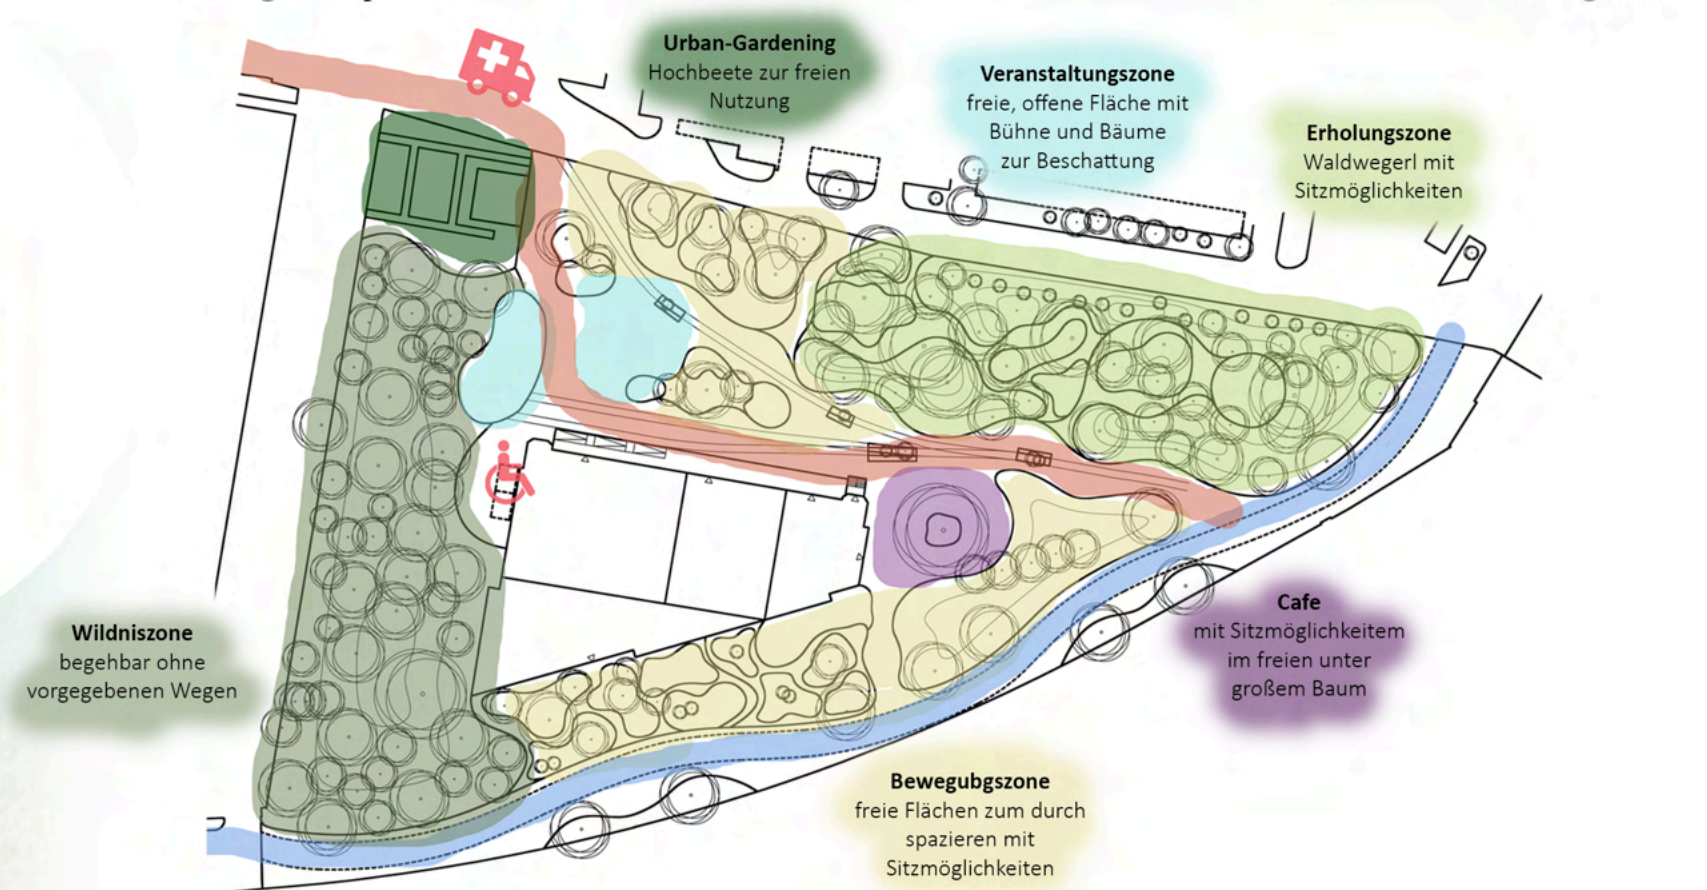 Urban-Gardening
Hochbeete zur freien
Nutzung
Veranstaltungszone
freie, offene Fläche mit
Bühne und Bäume
zur Beschattung
Erholungszone
Waldwegerl mit
Sitzmöglichkeiten
Wildniszone
begehbar ohne
vorgegebenen Wegen
Cafe
mit Sitzmöglichkeitem
im freien unter
großem Baum
Bewegubgszone
freie Flächen zum durch
spazieren mit
Sitzmöglichkeiten